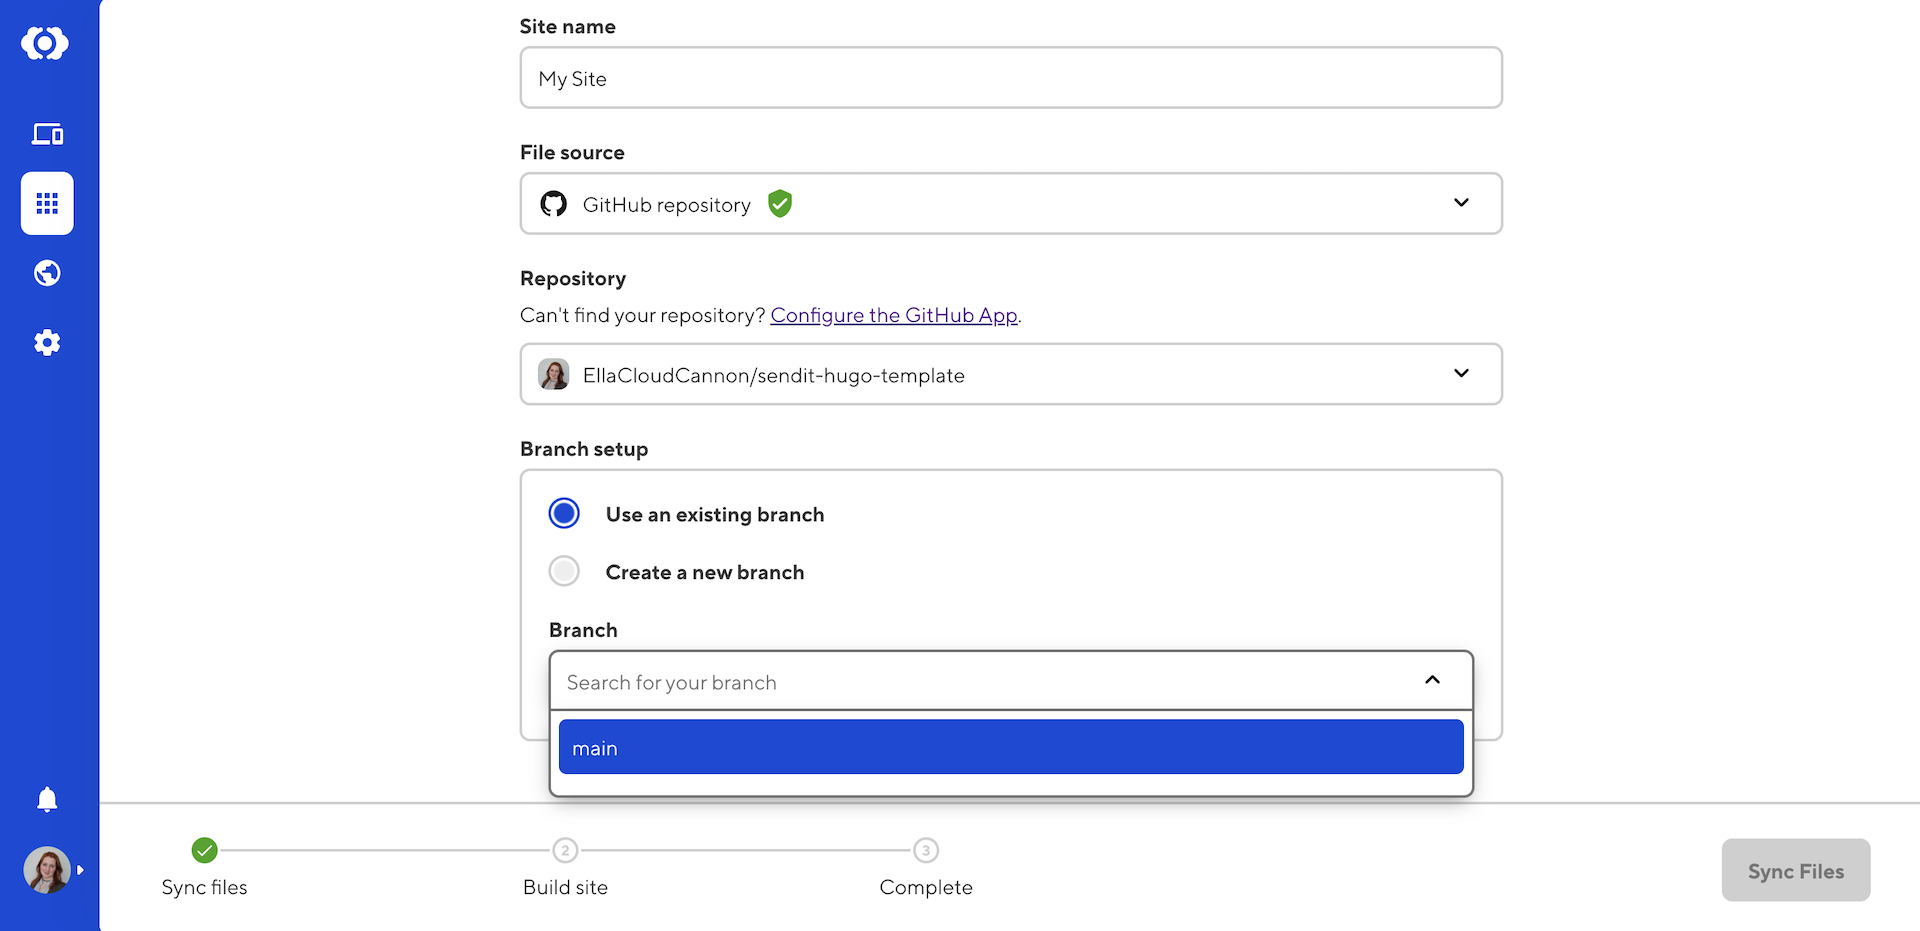 Site name
My Site
File source
GitHub repository
Repository
Can't find your repository? Configure the GitHub App.
EllaCloudCannon/sendit-hugo-template
Branch setup
Use an existing branch
Create a new branch
Branch
Search for your branch
main
2
3
Sync files
Build site
Complete
Sync Files